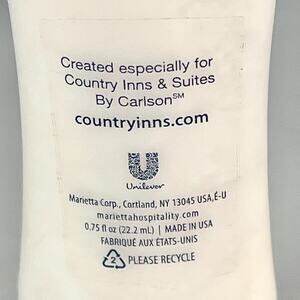 Created especially for
Country Inns & Suites
By Carlson℠
countryinns.com
Unilever
Marietta Corp., Cortland, NY 13045 USA,É-U
mariettahospitality.com
0.75 fl oz (22.2 mL) | MADE IN USA
FABRIQUÉ AUX ÉTATS-UNIS
2 PLEASE RECYCLE